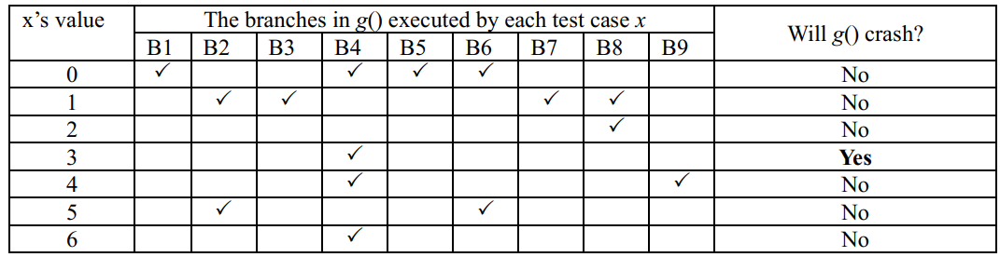 x's value The branches in g() executed by each test case x Will g() crash?
B1 B2 B3 B4 B5 B6 B7 B8 B9
0 ✓ ✓ ✓ ✓ No
1 ✓ ✓ ✓ ✓ No
2 ✓ No
3 ✓ Yes
4 ✓ ✓ No
5 ✓ ✓ No
6 ✓ No